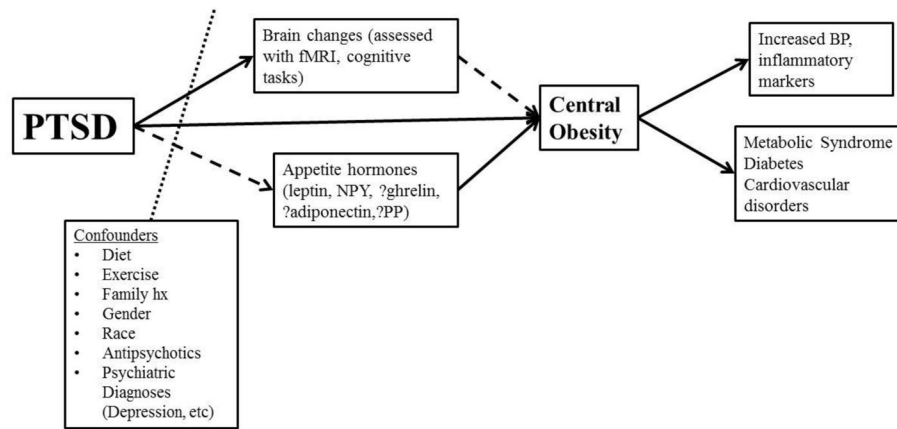 PTSD
Brain changes (assessed
with fMRI, cognitive
tasks)
Appetite hormones
(leptin, NPY, ?ghrelin,
?adiponectin,?PP)
Confounders
• Diet
• Exercise
• Family hx
• Gender
• Race
• Antipsychotics
• Psychiatric
Diagnoses
(Depression, etc)
Central
Obesity
Increased BP,
inflammatory
markers
Metabolic Syndrome
Diabetes
Cardiovascular
disorders